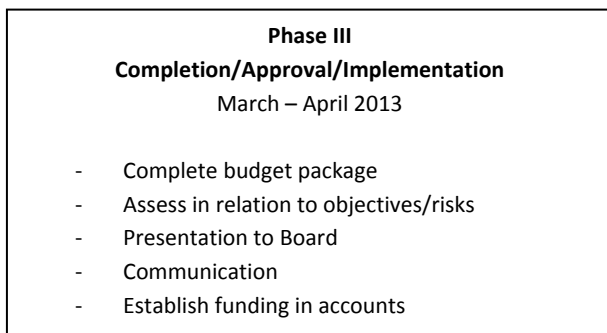 Phase III
Completion/Approval/Implementation
March – April 2013
- Complete budget package
- Assess in relation to objectives/risks
- Presentation to Board
- Communication
- Establish funding in accounts